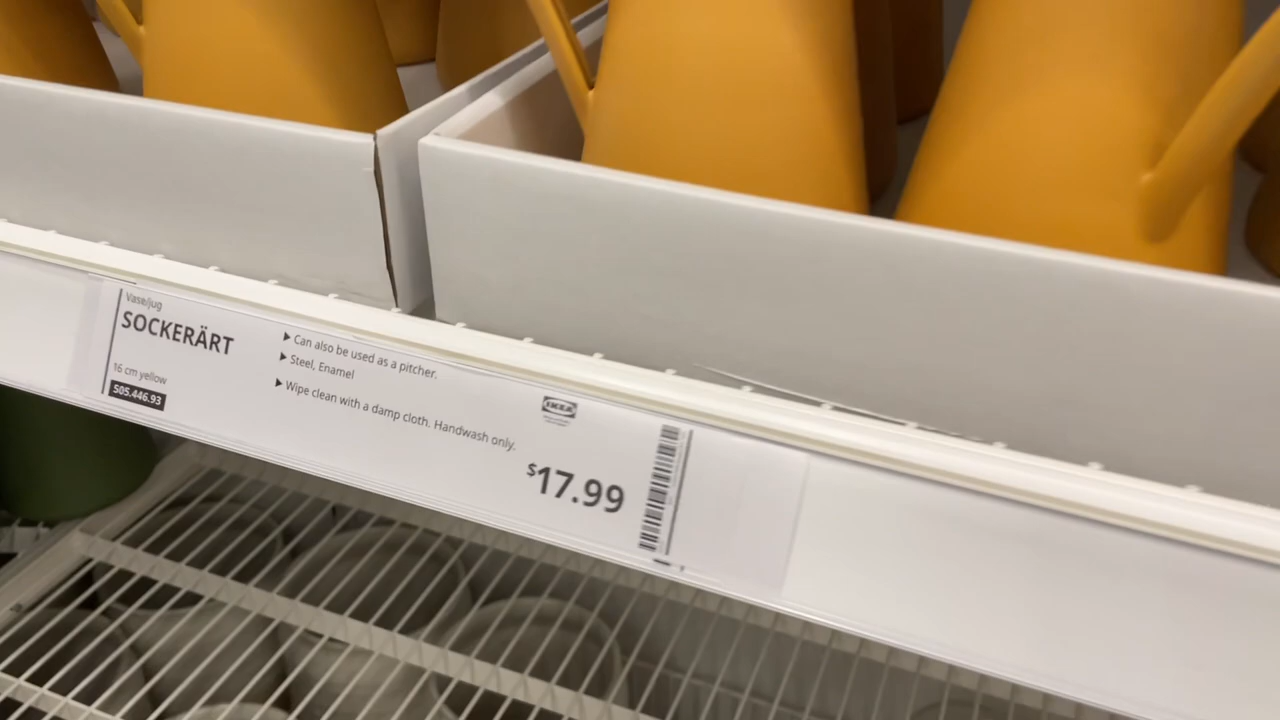 Vase/jug
SOCKERÄRT
16 cm yellow
505.446.93
Can also be used as a pitcher.
Steel, Enamel
Wipe clean with a damp cloth. Handwash only.
IKEA
$17.99